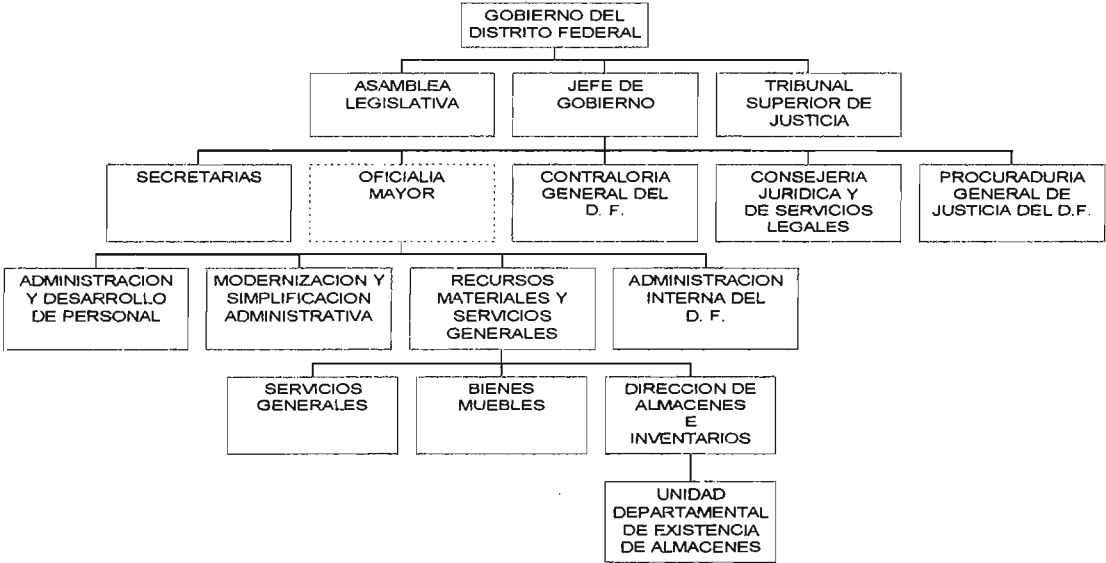 GOBIERNO DEL
DISTRITO FEDERAL
ASAMBLEA
LEGISLATIVA
JEFE DE
GOBIERNO
TRIBUNAL
SUPERIOR DE
JUSTICIA
SECRETARIAS
OFICIALIA
MAYOR
CONTRALORIA
GENERAL DEL
D. F.
CONSEJERIA
JURIDICA Y
DE SERVICIOS
LEGALES
PROCURADURIA
GENERAL DE
JUSTICIA DEL D.F.
ADMINISTRACION
Y DESARROLLO
DE PERSONAL
MODERNIZACION Y
SIMPLIFICACION
ADMINISTRATIVA
RECURSOS
MATERIALES Y
SERVICIOS
GENERALES
ADMINISTRACION
INTERNA DEL
D. F.
SERVICIOS
GENERALES
BIENES
MUEBLES
DIRECCION DE
ALMACENES
E
INVENTARIOS
UNIDAD
DEPARTAMENTAL
DE EXISTENCIA
DE ALMACENES